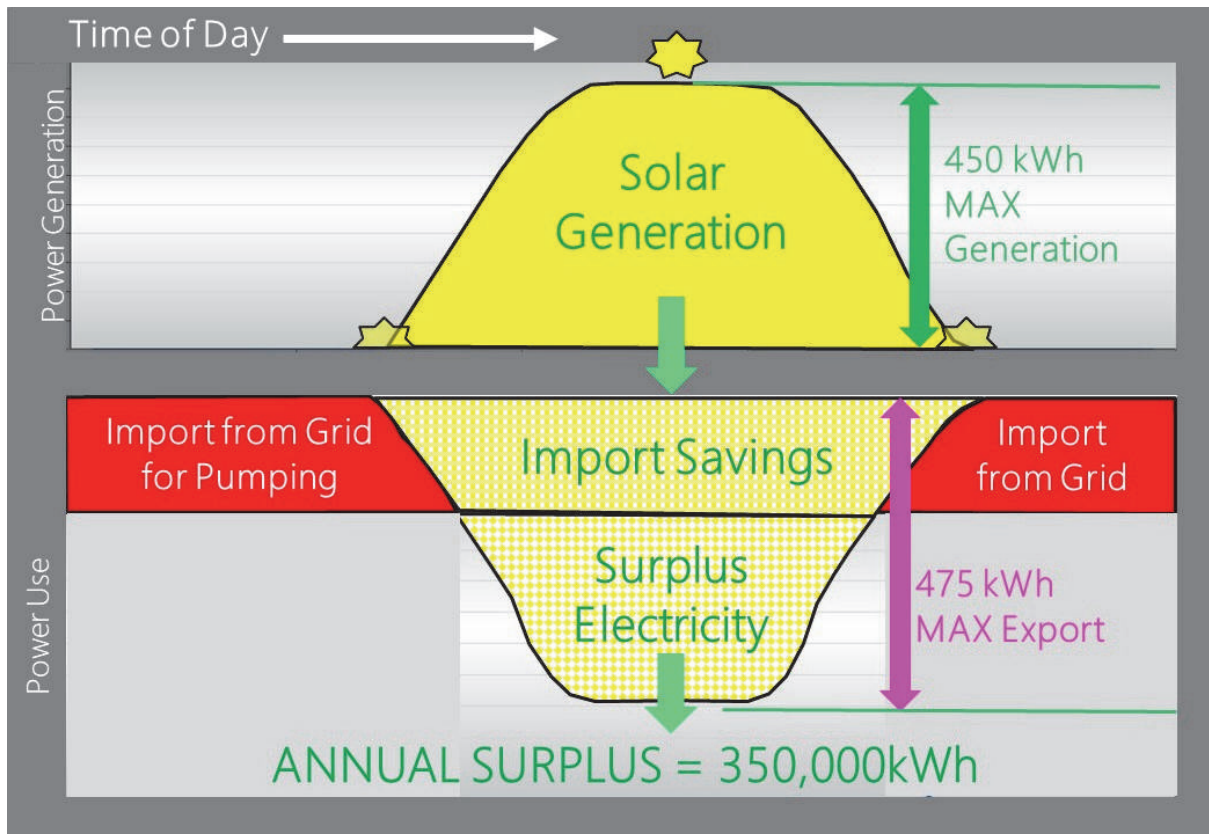 Time of Day
Power Generation
Solar
Generation
450 kWh
MAX
Generation
Import from Grid
for Pumping
Import Savings
Import
from Grid
Power Use
Surplus
Electricity
475 kWh
MAX Export
ANNUAL SURPLUS = 350,000kWh